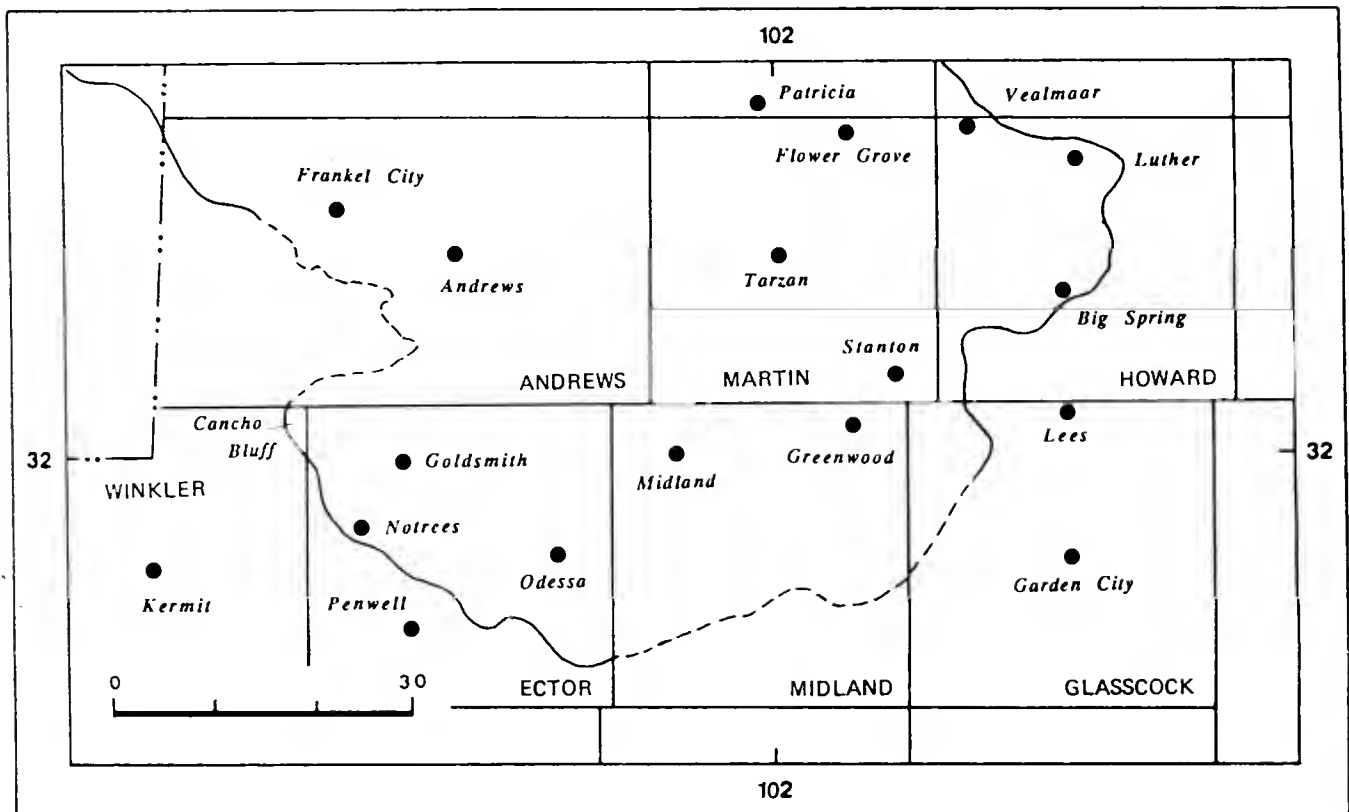 102
Patricia
Vealmaar
Flower Grove
Luther
Frankel City
Andrews
Tarzan
Big Spring
Stanton
ANDREWS
MARTIN
HOWARD
Cancho
Bluff
Lees
32
Goldsmith
Midland
Greenwood
32
WINKLER
Notrees
Kermit
Penwell
Odessa
Garden City
0
30
ECTOR
MIDLAND
GLASSCOCK
102